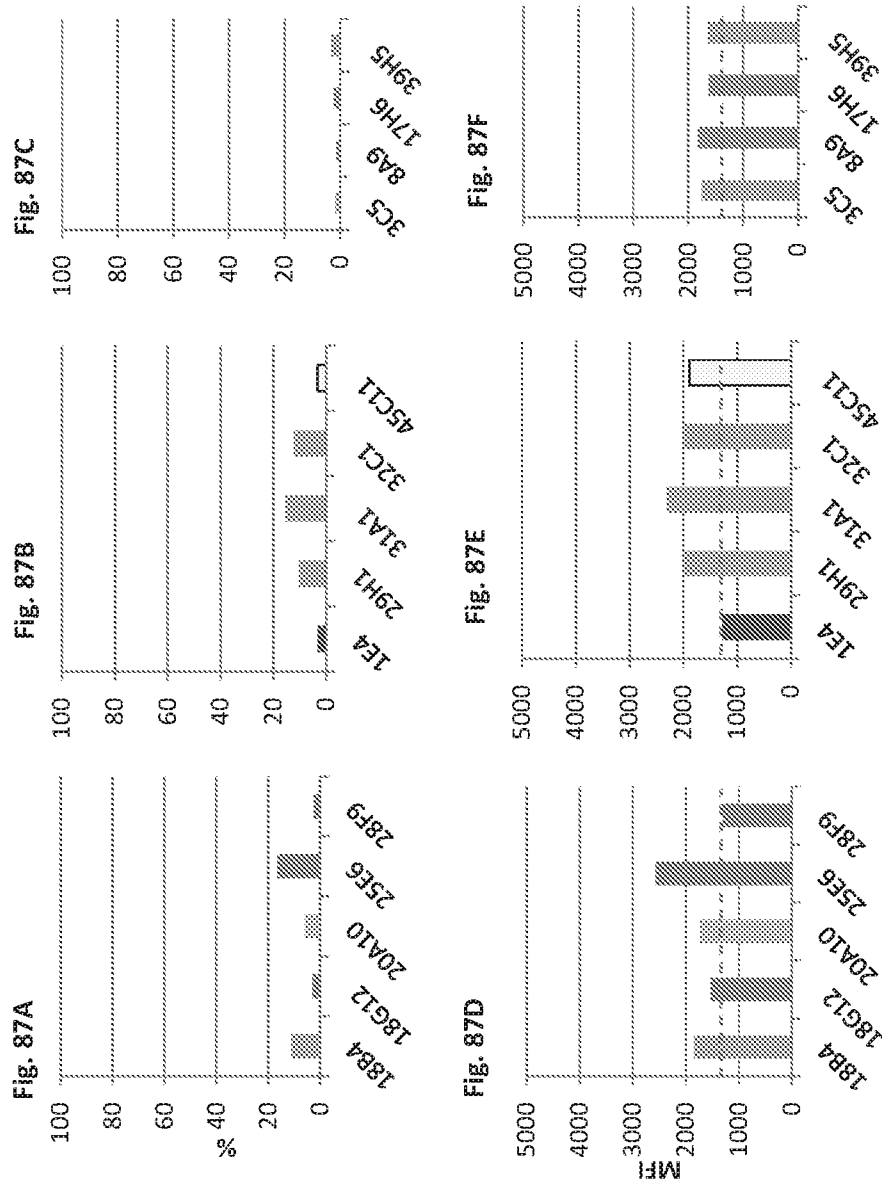 Fig. 87A
100
80
60
40
20
0
%
18B4
18G12
20A10
25E6
28F9
Fig. 87B
100
80
60
40
20
0
1E4
29H1
31A1
32C1
45C11
Fig. 87C
100
80
60
40
20
0
3C5
8A9
17H6
39H5
Fig. 87D
5000
4000
3000
2000
1000
0
MFI
18B4
18G12
20A10
25E6
28F9
Fig. 87E
5000
4000
3000
2000
1000
0
1E4
29H1
31A1
32C1
45C11
Fig. 87F
5000
4000
3000
2000
1000
0
3C5
8A9
17H6
39H5